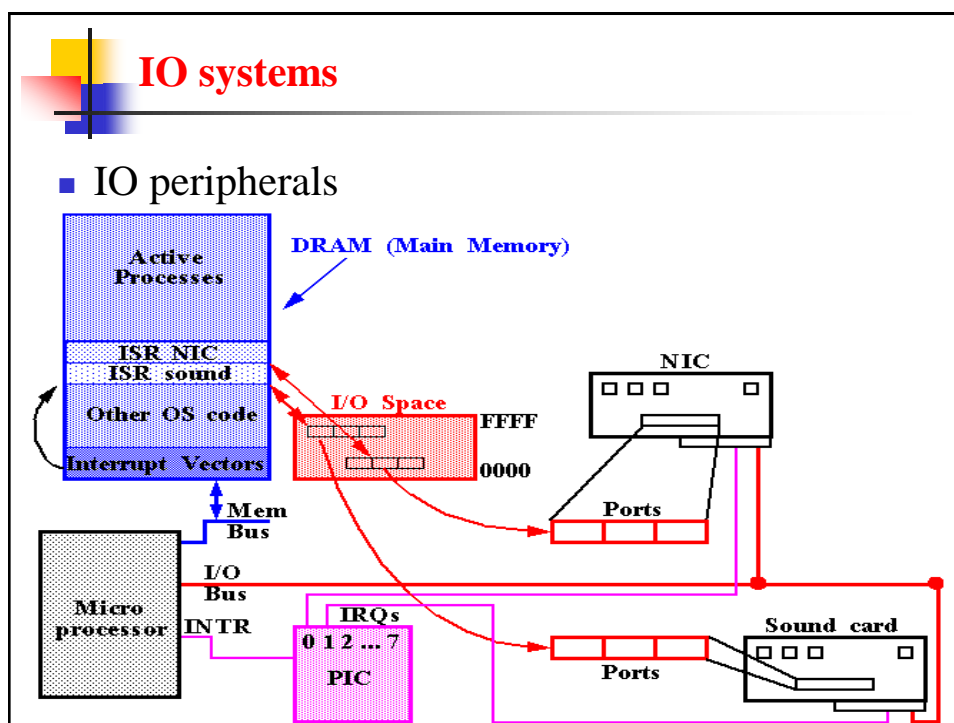 IO systems
IO peripherals
DRAM (Main Memory)
Active
Processes
ISR NIC
ISR sound
Other OS code
Interrupt Vectors
I/O Space
FFFF
0000
NIC
Ports
Mem
Bus
I/O
Bus
Micro
processor
INTR
IRQs
0 1 2 ... 7
PIC
Ports
Sound card